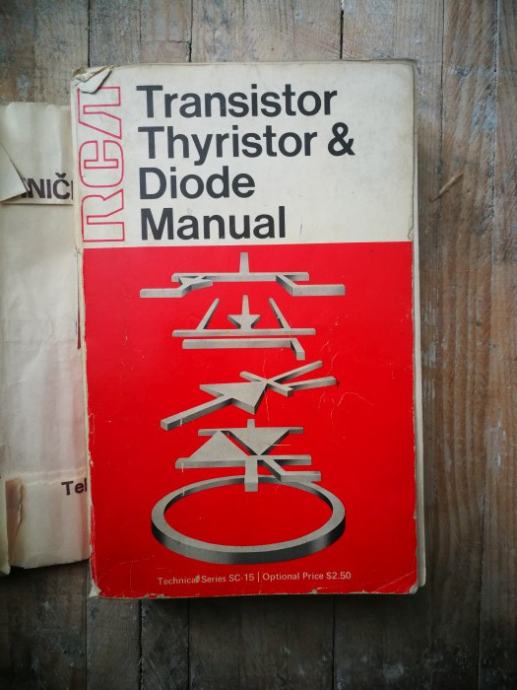 RCA
Transistor
Thyristor &
Diode
Manual
NIČ
Tel
Technical Series SC-15 | Optional Price $2.50